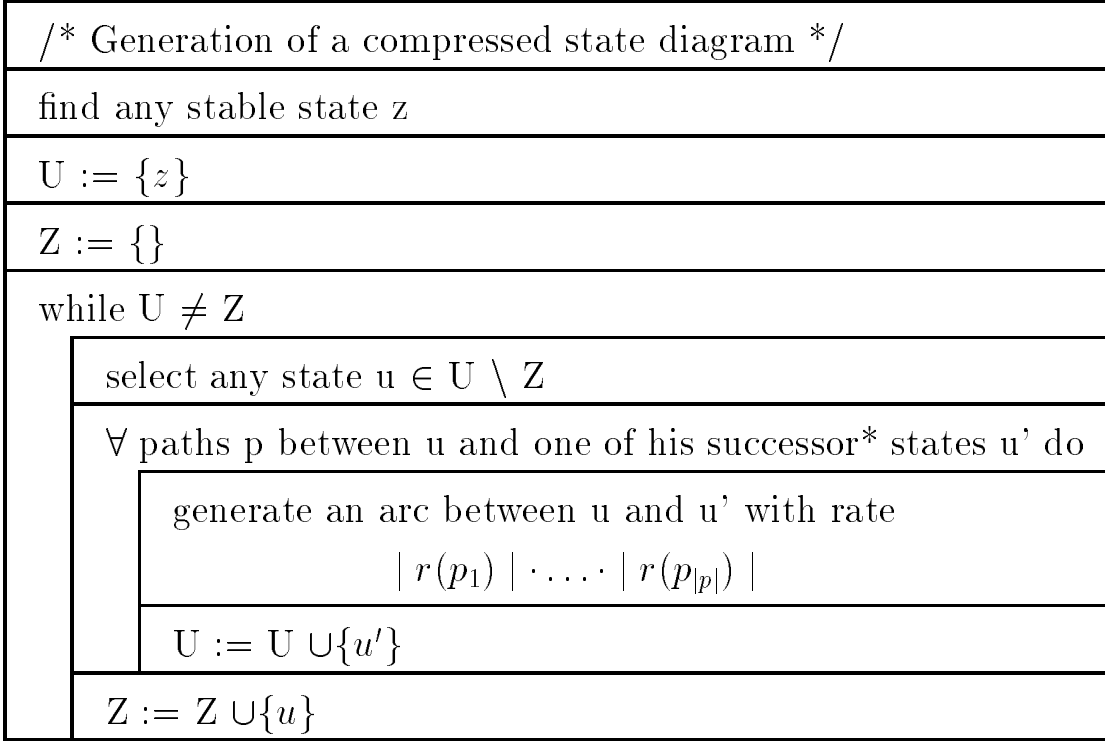 /* Generation of a compressed state diagram */
find any stable state z
U := {z}
Z := {}
while U ≠ Z
select any state u ∈ U \ Z
∀ paths p between u and one of his successor* states u' do
generate an arc between u and u' with rate
| r(p₁) | · . . . · | r(p_{|p|}) |
U := U ∪{u'}
Z := Z ∪{u}